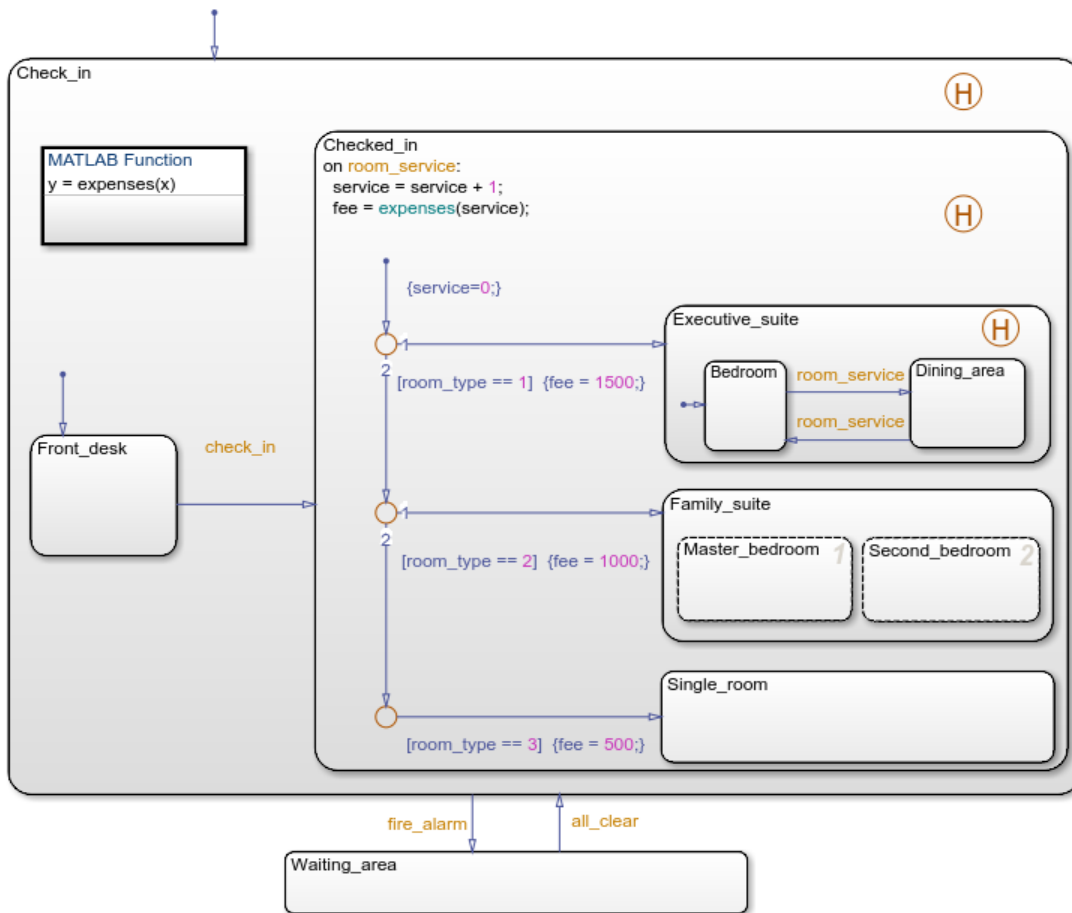 Check_in
H
MATLAB Function
y = expenses(x)
Checked_in
on room_service:
service = service + 1;
fee = expenses(service);
H
{service=0;}
1
2
[room_type == 1] {fee = 1500;}
Executive_suite
H
Bedroom
room_service
Dining_area
room_service
Front_desk
check_in
1
2
[room_type == 2] {fee = 1000;}
Family_suite
Master_bedroom 1
Second_bedroom 2
[room_type == 3] {fee = 500;}
Single_room
fire_alarm
all_clear
Waiting_area